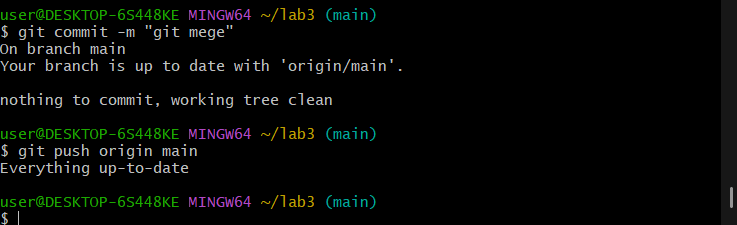 user@DESKTOP-6S448KE MINGW64 ~/lab3 (main)
$ git commit -m "git mege"
On branch main
Your branch is up to date with 'origin/main'.
nothing to commit, working tree clean
user@DESKTOP-6S448KE MINGW64 ~/lab3 (main)
$ git push origin main
Everything up-to-date
user@DESKTOP-6S448KE MINGW64 ~/lab3 (main)
$